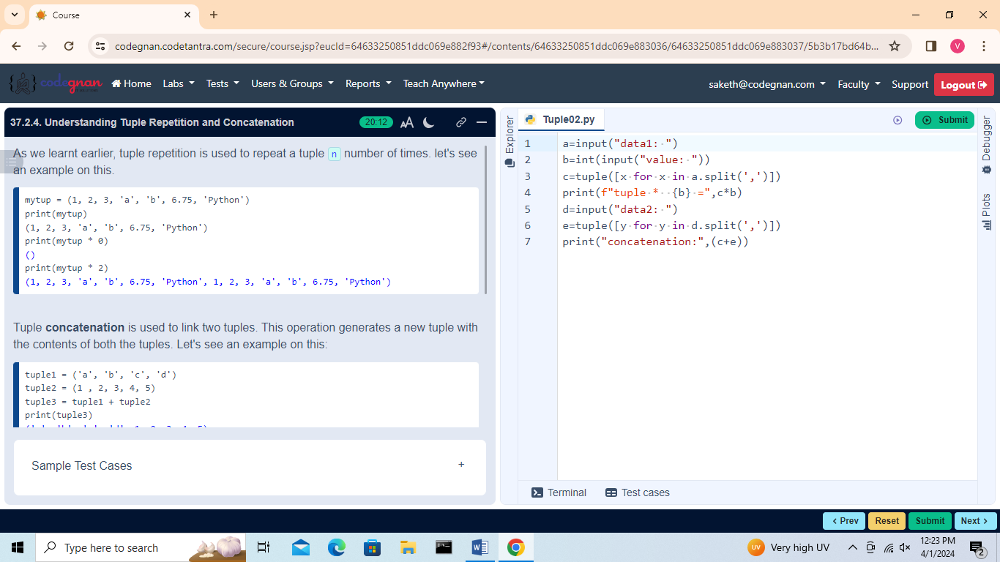 Course
codegnan.codetantra.com/secure/course.jsp?eucId=64633250851ddc069e882f93#/contents/64633250851ddc069e883036/64633250851ddc069e883037/5b3b17bd64b...
V
codegnan
Home Labs Tests Users & Groups Reports Teach Anywhere
saketh@codegnan.com Faculty Support Logout
37.2.4. Understanding Tuple Repetition and Concatenation
20:12 AA
As we learnt earlier, tuple repetition is used to repeat a tuple n number of times. let's see
an example on this.
mytup = (1, 2, 3, 'a', 'b', 6.75, 'Python')
print(mytup)
(1, 2, 3, 'a', 'b', 6.75, 'Python')
print(mytup * 0)
()
print(mytup * 2)
(1, 2, 3, 'a', 'b', 6.75, 'Python', 1, 2, 3, 'a', 'b', 6.75, 'Python')
Tuple concatenation is used to link two tuples. This operation generates a new tuple with
the contents of both the tuples. Let's see an example on this:
tuple1 = ('a', 'b', 'c', 'd')
tuple2 = (1 , 2, 3, 4, 5)
tuple3 = tuple1 + tuple2
print(tuple3)
Sample Test Cases +
Explorer
Tuple02.py
Submit
1 a=input("data1: ")
2 b=int(input("value: "))
3 c=tuple([x for x in a.split(',')])
4 print(f"tuple *  {b} =",c*b)
5 d=input("data2: ")
6 e=tuple([y for y in d.split(',')])
7 print("concatenation:",(c+e))
Debugger
Plots
Terminal Test cases
< Prev Reset Submit Next >
Type here to search
UV Very high UV
12:23 PM
4/1/2024
2